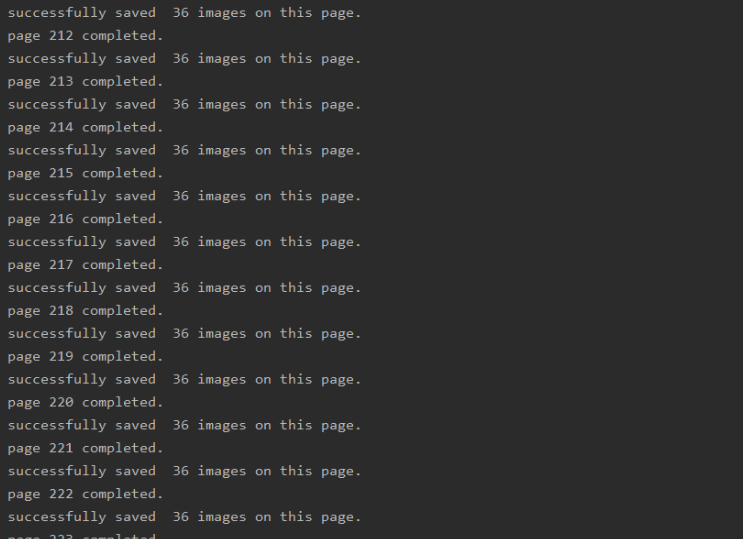 successfully saved  36 images on this page.
page 212 completed.
successfully saved  36 images on this page.
page 213 completed.
successfully saved  36 images on this page.
page 214 completed.
successfully saved  36 images on this page.
page 215 completed.
successfully saved  36 images on this page.
page 216 completed.
successfully saved  36 images on this page.
page 217 completed.
successfully saved  36 images on this page.
page 218 completed.
successfully saved  36 images on this page.
page 219 completed.
successfully saved  36 images on this page.
page 220 completed.
successfully saved  36 images on this page.
page 221 completed.
successfully saved  36 images on this page.
page 222 completed.
successfully saved  36 images on this page.
page 223 completed